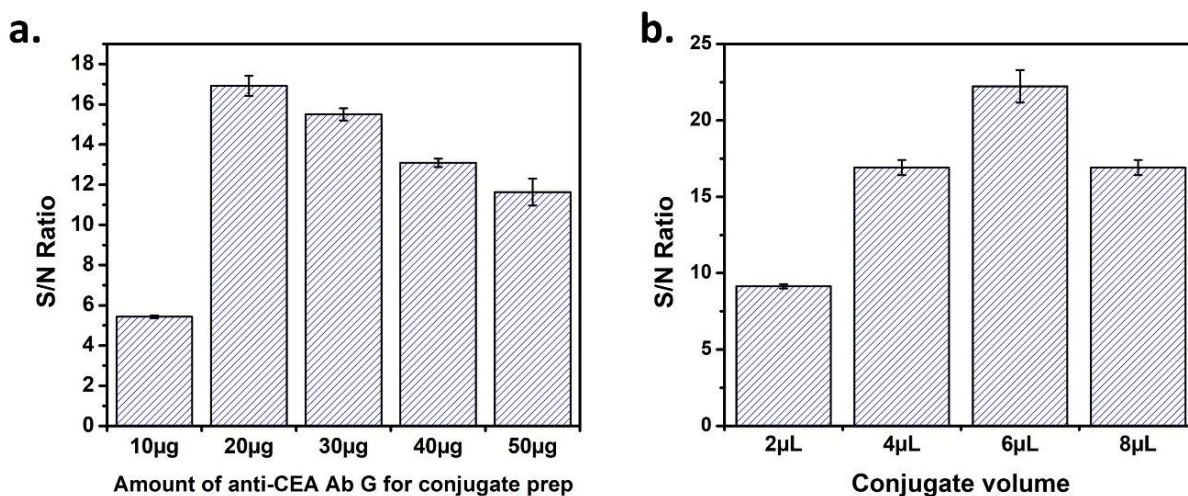 a.
S/N Ratio
18
16
14
12
10
8
6
4
2
0
10µg 20µg 30µg 40µg 50µg
Amount of anti-CEA Ab G for conjugate prep
b.
S/N Ratio
25
20
15
10
5
0
2µL 4µL 6µL 8µL
Conjugate volume